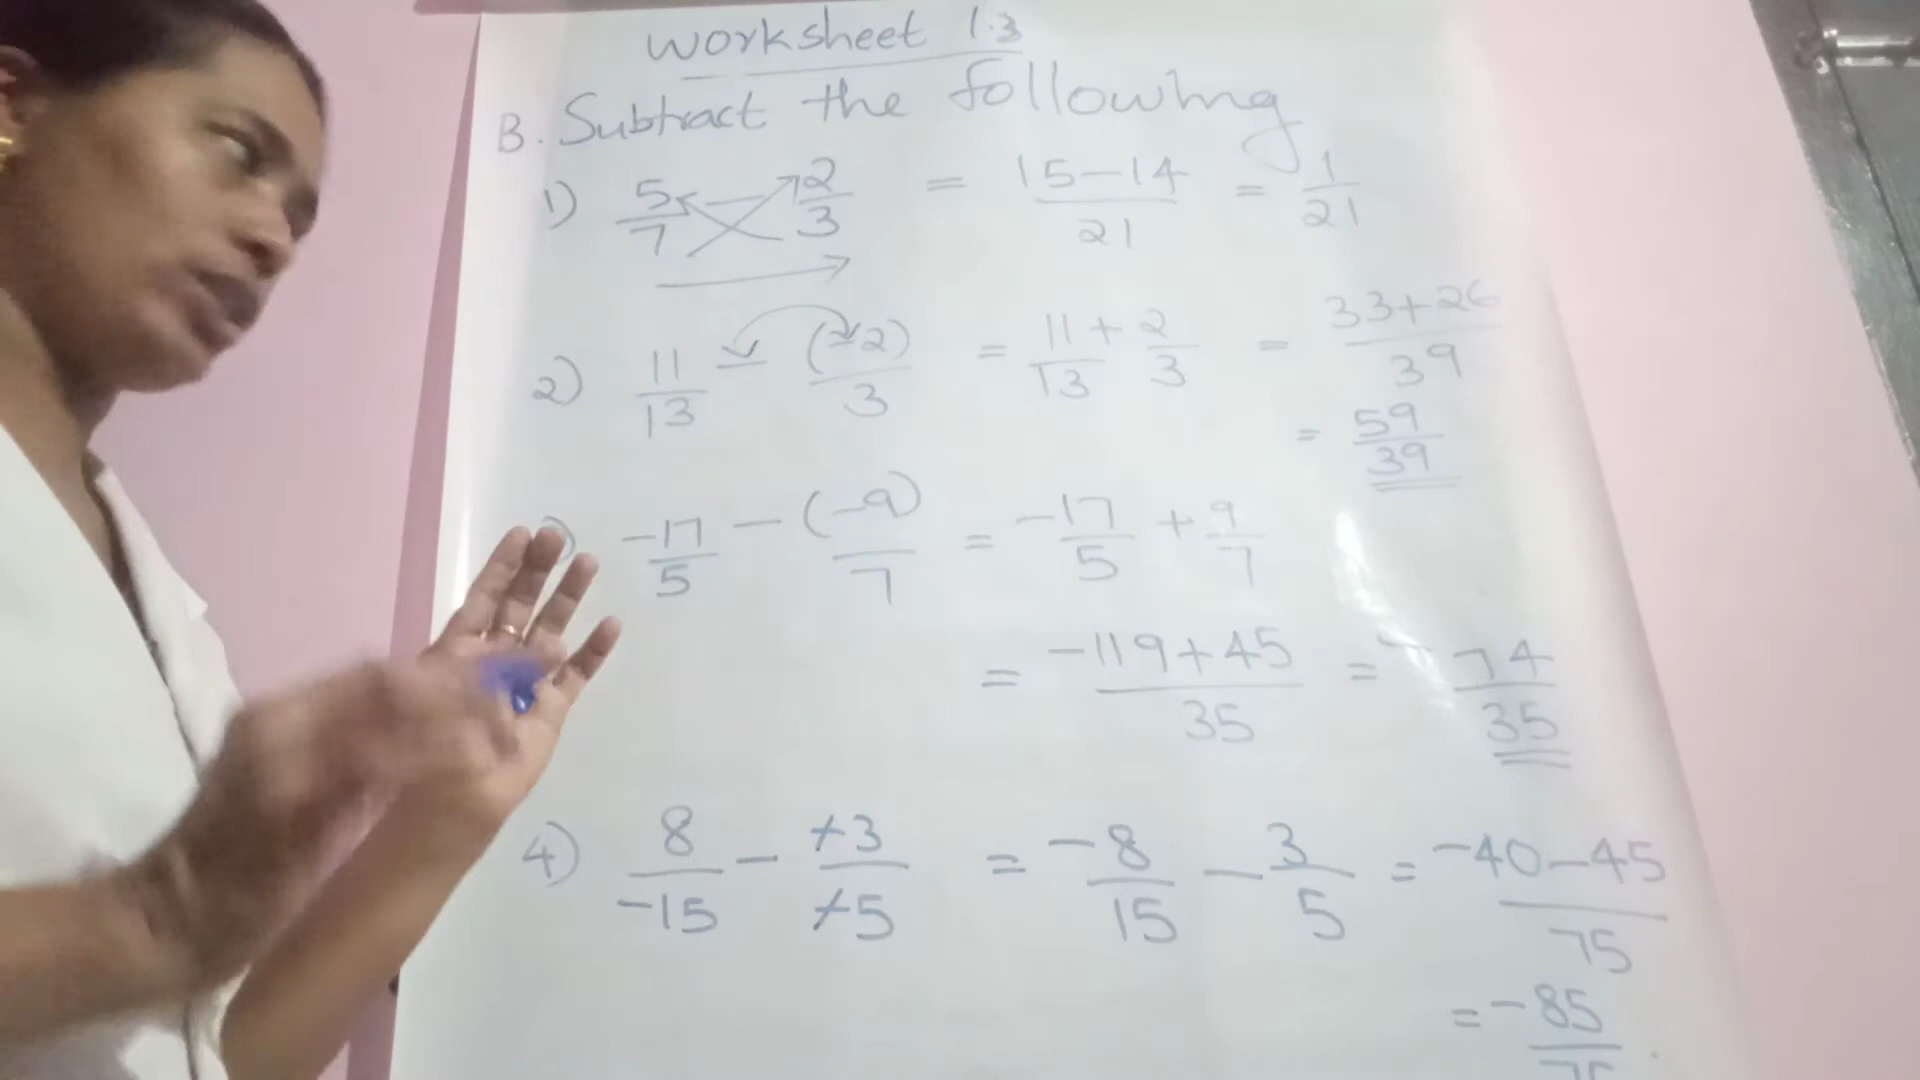 Worksheet 1.3
B. Subtract the following
1) 5/7 - 2/3 = 15-14/21 = 1/21
2) 11/13 - (-2)/3 = 11/13 + 2/3 = 33+26/39
= 59/39
) -17/5 - (-9)/7 = -17/5 + 9/7
= -119+45/35 = -74/35
4) 8/-15 - -3/-5 = -8/15 - 3/5 = -40-45/75
= -85/75